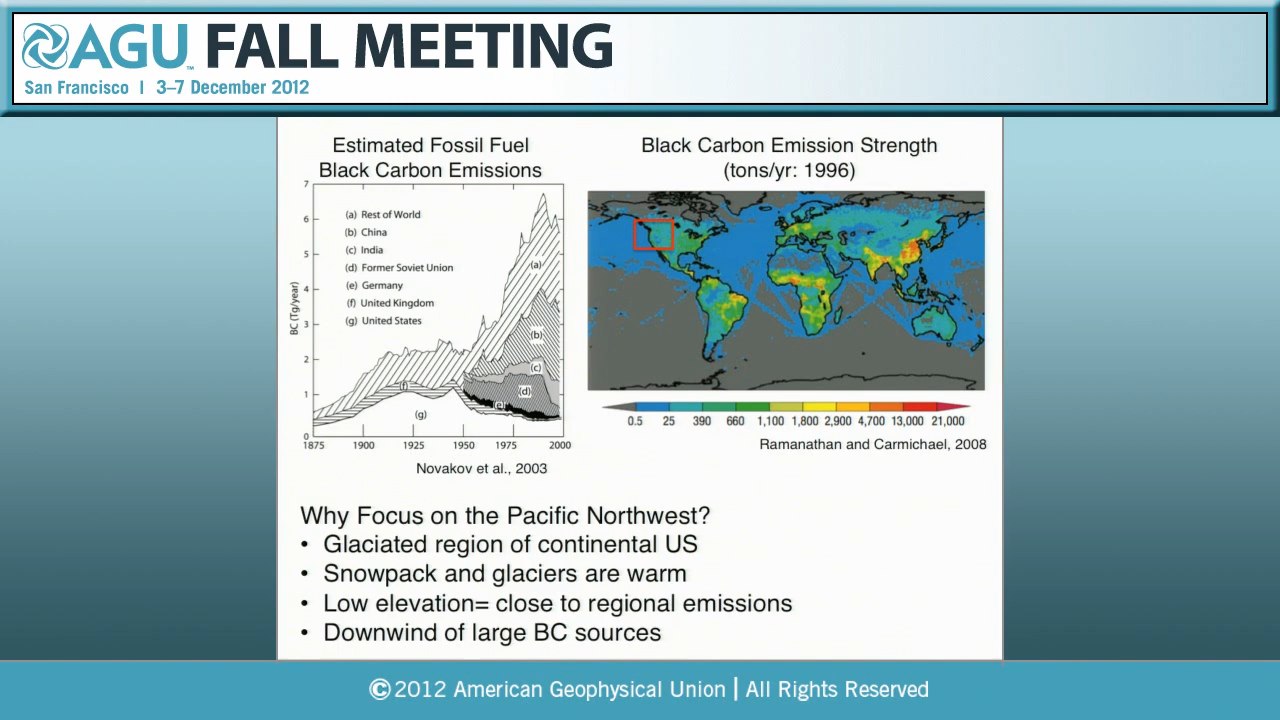 AGU™ FALL MEETING
San Francisco | 3–7 December 2012
Estimated Fossil Fuel
Black Carbon Emissions
7
6
5
4
3
2
1
0
BC (Tg/year)
(a) Rest of World
(b) China
(c) India
(d) Former Soviet Union
(e) Germany
(f) United Kingdom
(g) United States
(a)
(b)
(c)
(d)
(e)
(f)
(g)
1875 1900 1925 1950 1975 2000
Novakov et al., 2003
Black Carbon Emission Strength
(tons/yr: 1996)
0.5 25 390 660 1,100 1,800 2,900 4,700 13,000 21,000
Ramanathan and Carmichael, 2008
Why Focus on the Pacific Northwest?
• Glaciated region of continental US
• Snowpack and glaciers are warm
• Low elevation= close to regional emissions
• Downwind of large BC sources
©2012 American Geophysical Union | All Rights Reserved